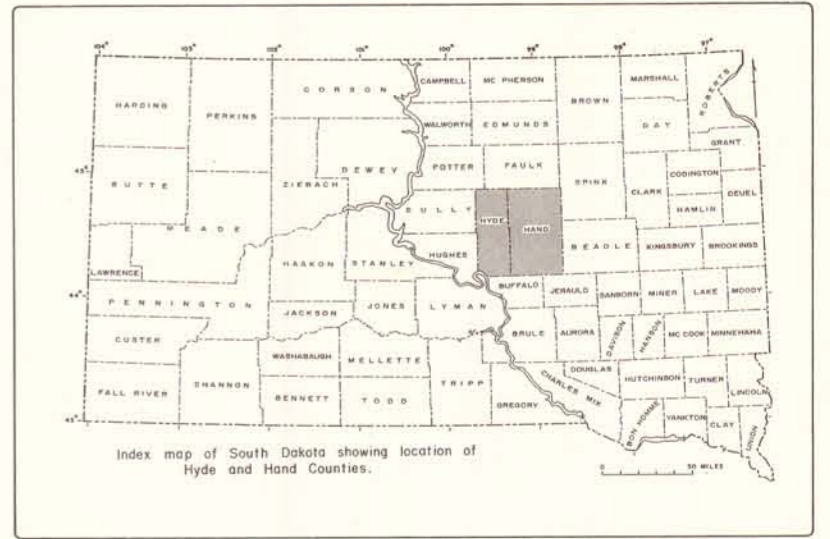 104° 103° 102° 101° 100° 99° 98° 97°
HARDING PERKINS CORSON CAMPBELL MC PHERSON BROWN MARSHALL ROBERTS
WALWORTH EDMUNDS DAY
GRANT
45° BUTTE ZIEBACH DEWEY POTTER FAULK SPINK CLARK CODINGTON DEUEL
HAMLIN
MEADE SULLY HYDE HAND
LAWRENCE HAAKON STANLEY HUGHES BEADLE KINGSBURY BROOKINGS
44° PENNINGTON JACKSON JONES LYMAN BUFFALO JERAULD SANBORN MINER LAKE MOODY
CUSTER BRULE AURORA DAVISON HANSON MC COOK MINNEHAHA
WASHABAUGH MELLETTE
FALL RIVER SHANNON BENNETT TODD TRIPP GREGORY CHARLES MIX DOUGLAS HUTCHINSON TURNER LINCOLN
43° BON HOMME YANKTON CLAY UNION
Index map of South Dakota showing location of
Hyde and Hand Counties.
0 50 MILES